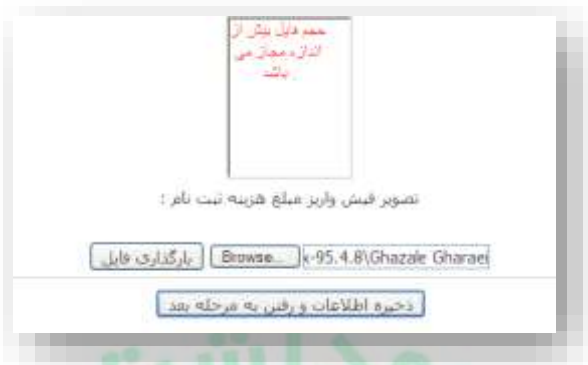 حجم فایل بیش از
اندازه مجاز می
باشد .
تصویر فیش واریز مبلغ هزینه ثبت نام :
بارگذاری فایل Browse... k-95.4.8\Ghazale Gharaei
ذخیره اطلاعات و رفتن به مرحله بعد